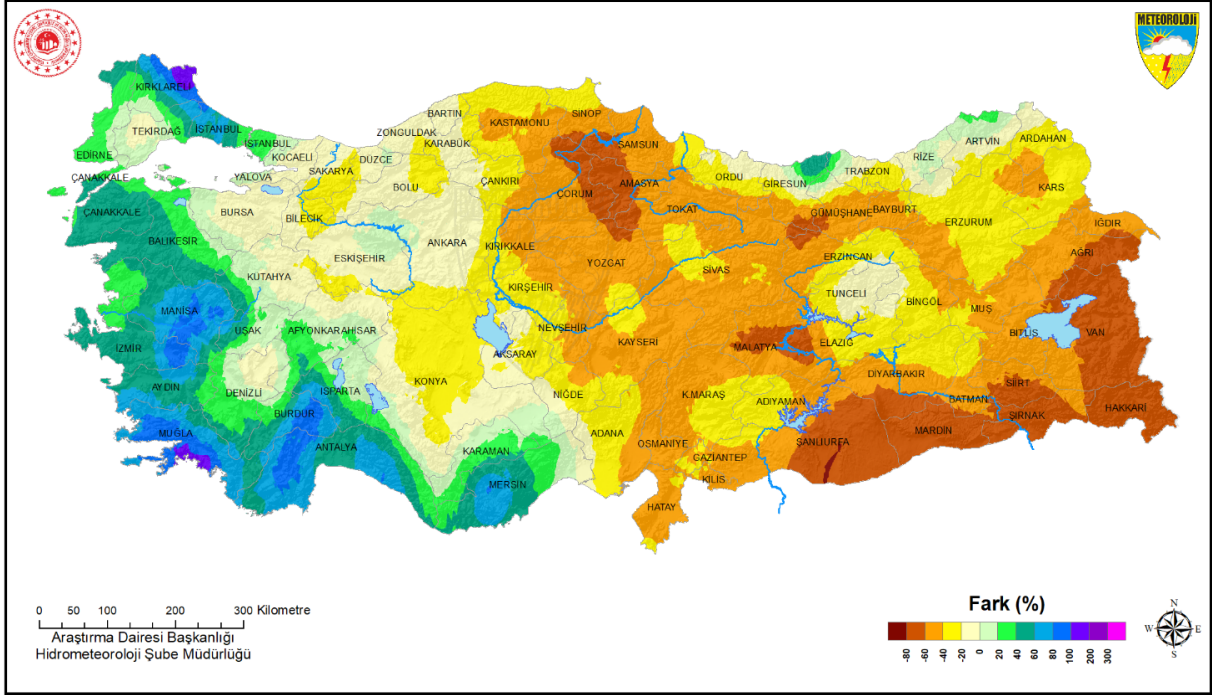 METEOROLOJİ
KIRKLARELİ
TEKİRDAĞ
İSTANBUL
İSTANBUL
EDİRNE
ÇANAKKALE
ÇANAKKALE
KOCAELİ
YALOVA
SAKARYA
DÜZCE
ZONGULDAK
BARTIN
KARABÜK
KASTAMONU
SİNOP
SAMSUN
BOLU
ÇANKIRI
ÇORUM
AMASYA
TOKAT
ORDU
GİRESUN
TRABZON
RİZE
ARTVİN
ARDAHAN
KARS
IĞDIR
AĞRI
BURSA
BİLECİK
BALIKESİR
ESKİŞEHİR
ANKARA
KIRIKKALE
YOZGAT
SİVAS
GÜMÜŞHANE
BAYBURT
ERZURUM
ERZİNCAN
KUTAHYA
MANİSA
UŞAK
AFYONKARAHİSAR
KIRŞEHİR
NEVŞEHİR
KAYSERİ
TUNCELİ
BİNGÖL
MUŞ
BİTLİS
VAN
İZMİR
AKSARAY
MALATYA
ELAZIĞ
AYDIN
DENİZLİ
ISPARTA
KONYA
NİĞDE
K.MARAŞ
ADIYAMAN
DİYARBAKIR
BATMAN
SİİRT
ŞIRNAK
HAKKARİ
MUĞLA
BURDUR
ANTALYA
KARAMAN
MERSİN
ADANA
OSMANİYE
GAZİANTEP
KİLİS
HATAY
ŞANLIURFA
MARDİN
0 50 100 200 300 Kilometre
Araştırma Dairesi Başkanlığı
Hidrometeoroloji Şube Müdürlüğü
Fark (%)
-80 -60 -40 -20 0 20 40 60 80 100 200 300
N
W E
S